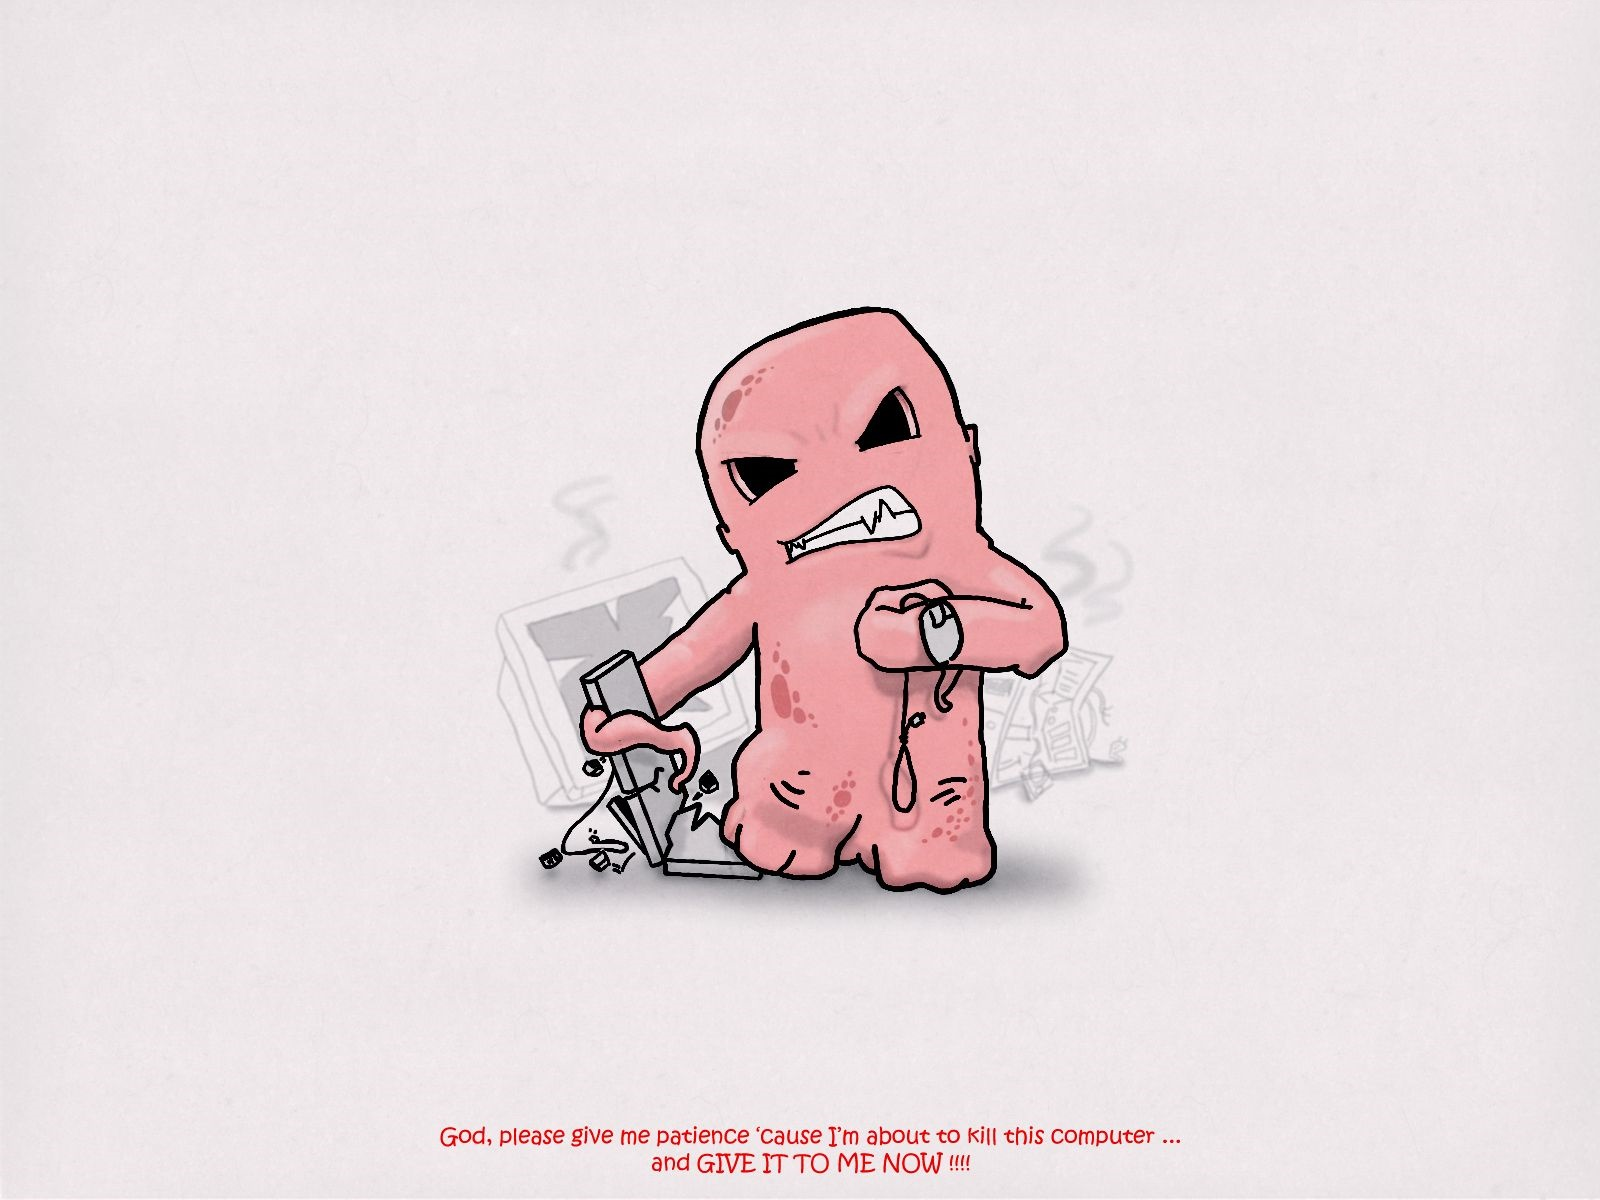 God, please give me patience ‘cause I’m about to kill this computer ...
and GIVE IT TO ME NOW !!!!